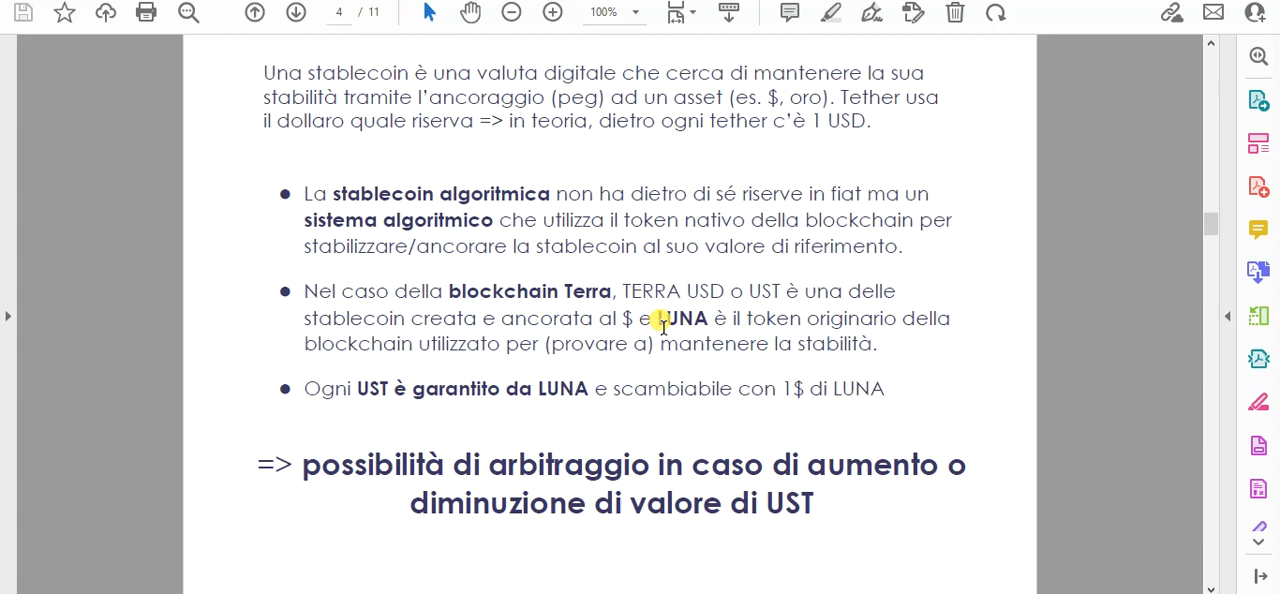 4 / 11
100%
Una stablecoin è una valuta digitale che cerca di mantenere la sua
stabilità tramite l'ancoraggio (peg) ad un asset (es. $, oro). Tether usa
il dollaro quale riserva => in teoria, dietro ogni tether c'è 1 USD.
● La stablecoin algoritmica non ha dietro di sé riserve in fiat ma un
sistema algoritmico che utilizza il token nativo della blockchain per
stabilizzare/ancorare la stablecoin al suo valore di riferimento.
● Nel caso della blockchain Terra, TERRA USD o UST è una delle
stablecoin creata e ancorata al $ e LUNA è il token originario della
blockchain utilizzato per (provare a) mantenere la stabilità.
● Ogni UST è garantito da LUNA e scambiabile con 1$ di LUNA
=> possibilità di arbitraggio in caso di aumento o
diminuzione di valore di UST